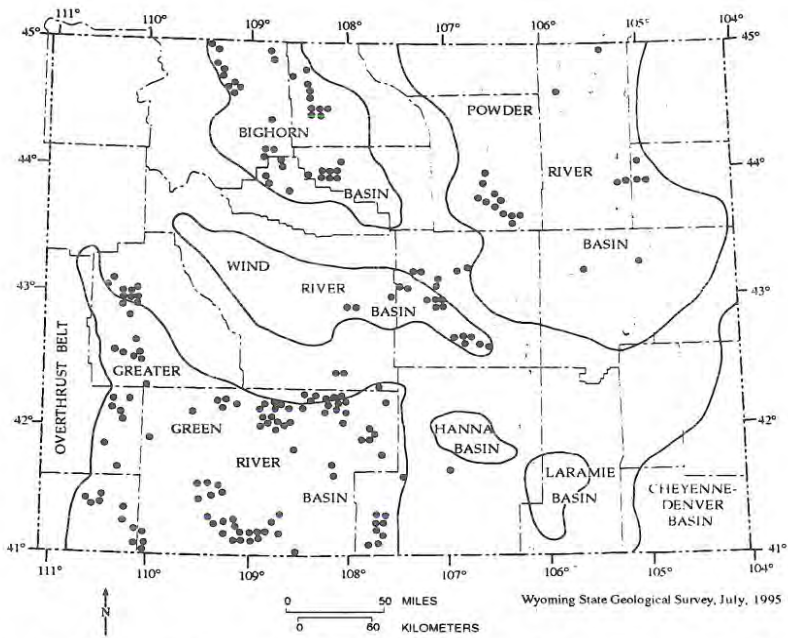 111° 110° 109° 108° 107° 106° 105° 104°
45° 45°
POWDER
BIGHORN
44° 44°
RIVER
BASIN
BASIN
WIND
43° 43°
RIVER
BASIN
OVERTHRUST BELT
GREATER
42° 42°
GREEN
HANNA
BASIN
RIVER
LARAMIE
BASIN
BASIN
CHEYENNE-
DENVER
BASIN
41° 41°
111° 110° 109° 108° 107° 106° 105° 104°
N
0 50 MILES
0 60 KILOMETERS
Wyoming State Geological Survey, July, 1995